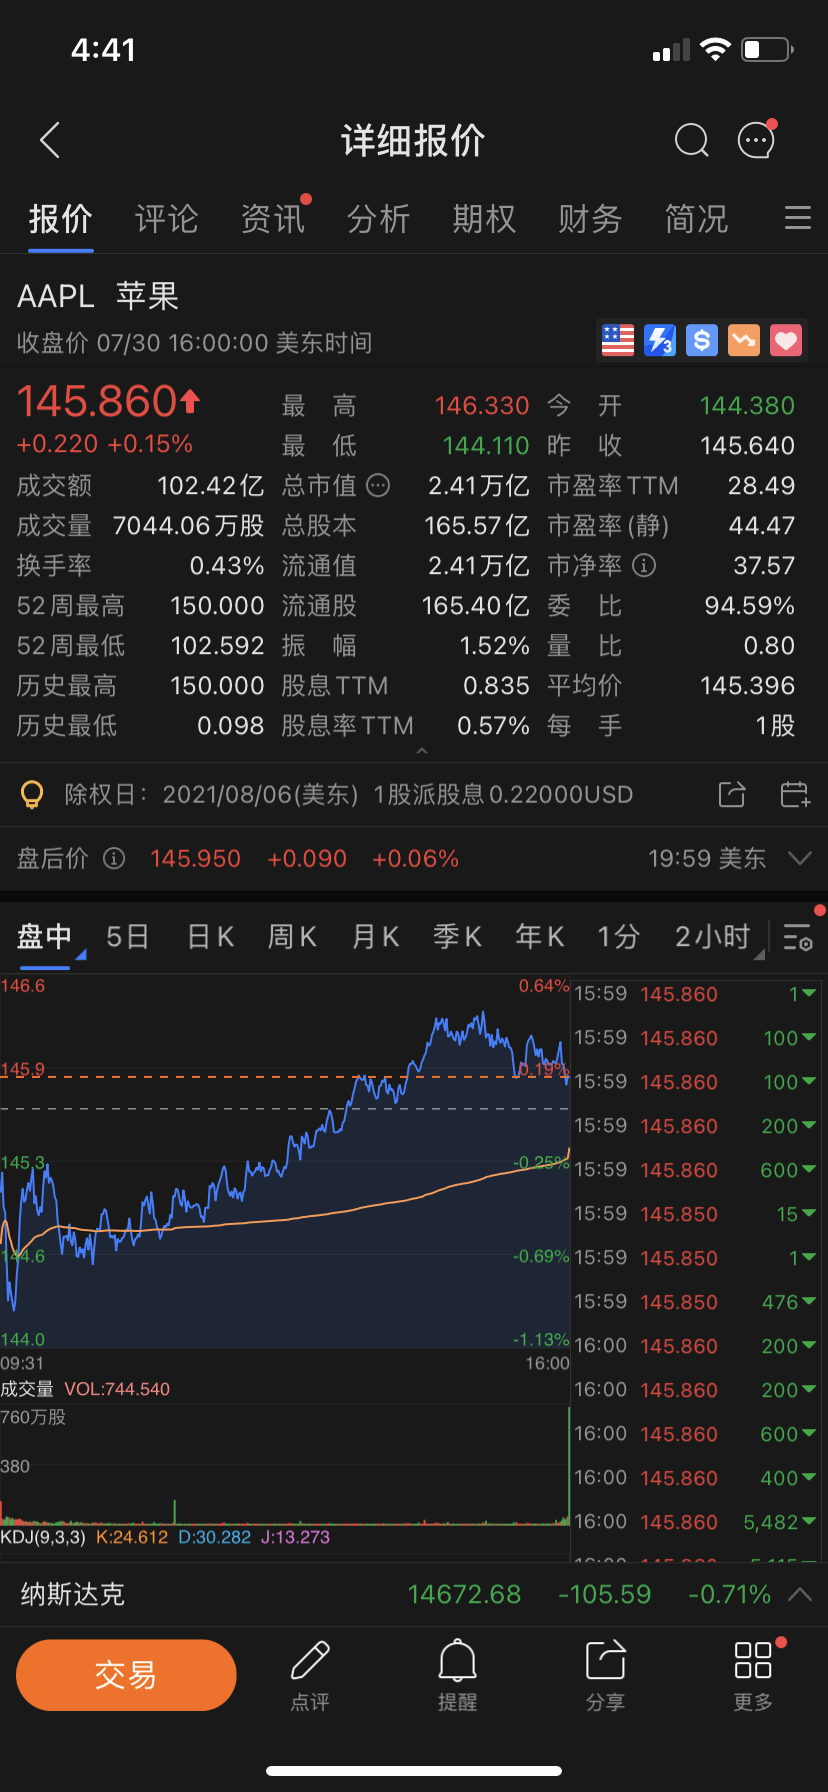 4:41
详细报价
报价 评论 资讯 分析 期权 财务 简况
AAPL 苹果
收盘价 07/30 16:00:00 美东时间
145.860
+0.220 +0.15%
最高 146.330 今开 144.380
最低 144.110 昨收 145.640
成交额 102.42亿 总市值 2.41万亿 市盈率TTM 28.49
成交量 7044.06万股 总股本 165.57亿 市盈率(静) 44.47
换手率 0.43% 流通值 2.41万亿 市净率 37.57
52周最高 150.000 流通股 165.40亿 委比 94.59%
52周最低 102.592 振幅 1.52% 量比 0.80
历史最高 150.000 股息TTM 0.835 平均价 145.396
历史最低 0.098 股息率TTM 0.57% 每手 1股
除权日: 2021/08/06(美东) 1股派股息0.22000USD
盘后价 145.950 +0.090 +0.06% 19:59 美东
盘中 5日 日K 周K 月K 季K 年K 1分 2小时
146.6 0.64%
145.9 0.19%
145.3 -0.25%
144.6 -0.69%
144.0 -1.13%
09:31 16:00
成交量 VOL:744.540
760万股
380
KDJ(9,3,3) K:24.612 D:30.282 J:13.273
15:59 145.860 1
15:59 145.860 100
15:59 145.860 100
15:59 145.860 200
15:59 145.860 600
15:59 145.850 15
15:59 145.850 1
15:59 145.850 476
16:00 145.860 200
16:00 145.860 200
16:00 145.860 600
16:00 145.860 400
16:00 145.860 5,482
纳斯达克 14672.68 -105.59 -0.71%
交易 点评 提醒 分享 更多